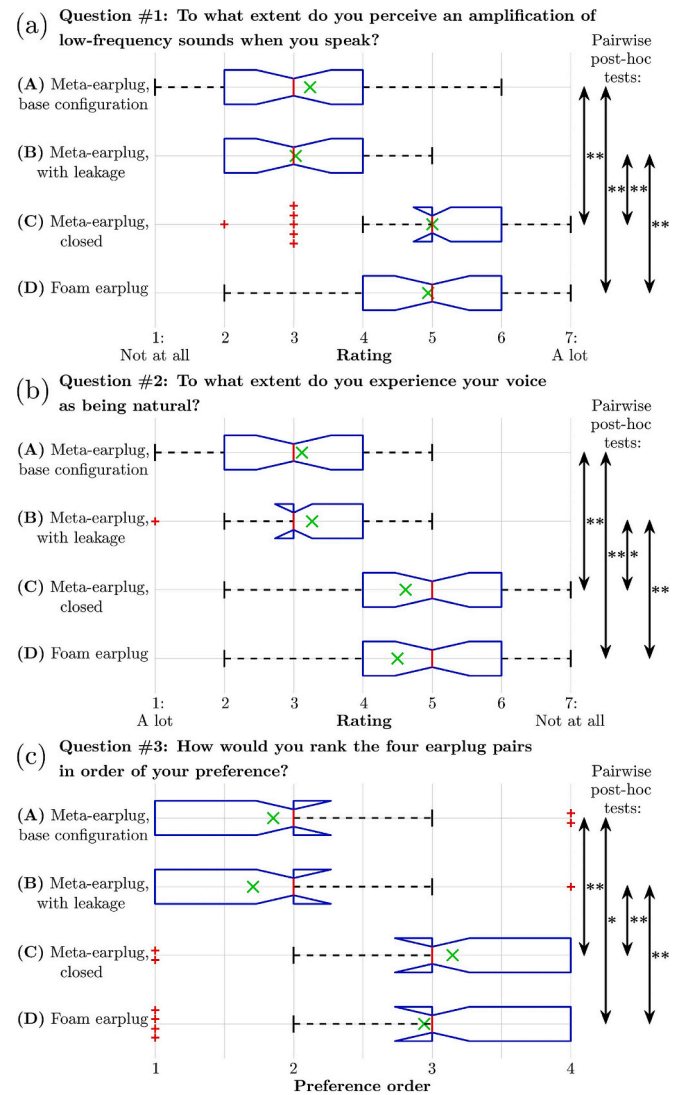 (a) Question #1: To what extent do you perceive an amplification of
low-frequency sounds when you speak?
Pairwise
post-hoc
tests:
(A) Meta-earplug,
base configuration
(B) Meta-earplug,
with leakage
**
** **
(C) Meta-earplug,
closed
**
(D) Foam earplug
1: 2 3 4 5 6 7:
Not at all Rating A lot
(b) Question #2: To what extent do you experience your voice
as being natural?
Pairwise
post-hoc
tests:
(A) Meta-earplug,
base configuration
(B) Meta-earplug,
with leakage
**
** *
(C) Meta-earplug,
closed
**
(D) Foam earplug
1: 2 3 4 5 6 7:
A lot Rating Not at all
(c) Question #3: How would you rank the four earplug pairs
in order of your preference?
Pairwise
post-hoc
tests:
(A) Meta-earplug,
base configuration
(B) Meta-earplug,
with leakage
**
* **
(C) Meta-earplug,
closed
**
(D) Foam earplug
1 2 3 4
Preference order